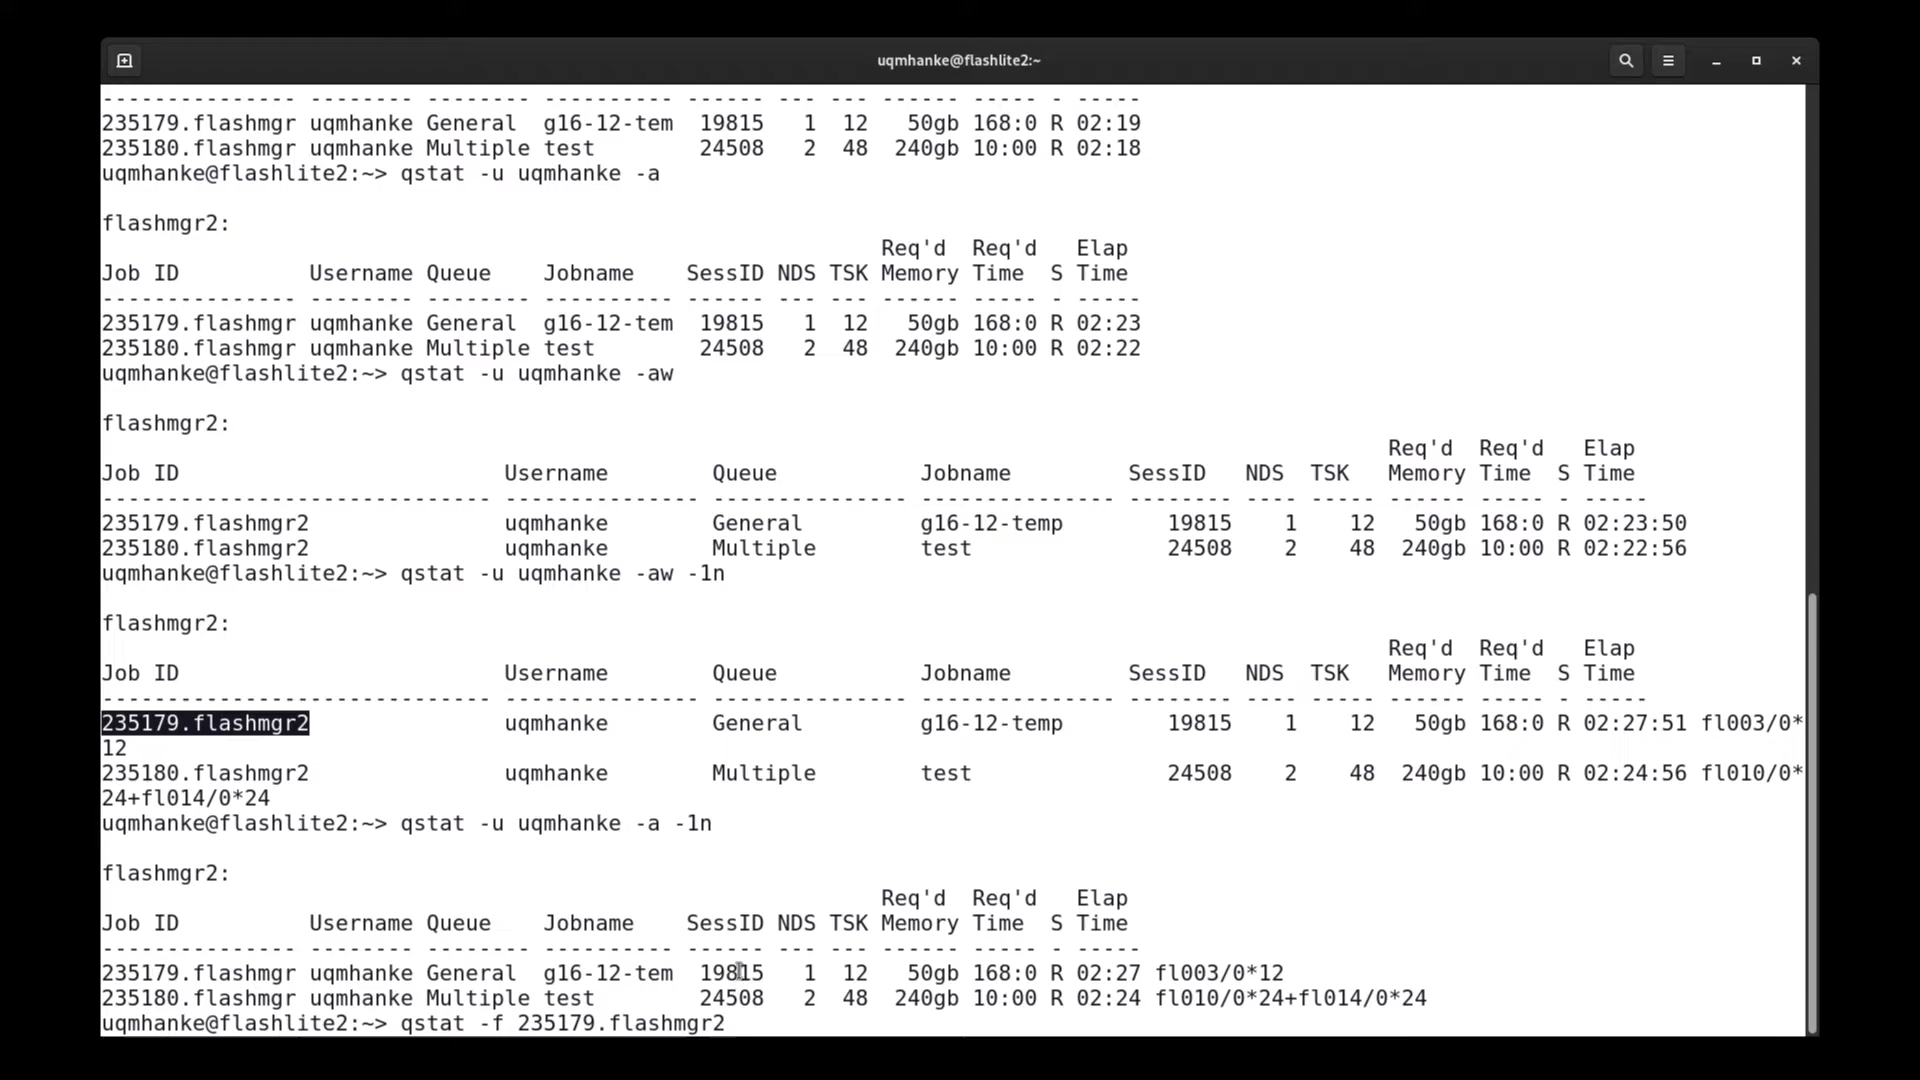 uqmhanke@flashlite2:~
--------------- -------- -------- ---------- ------ --- --- ------ ----- - -----
235179.flashmgr uqmhanke General  g16-12-tem  19815   1  12   50gb 168:0 R 02:19
235180.flashmgr uqmhanke Multiple test        24508   2  48  240gb 10:00 R 02:18
uqmhanke@flashlite2:~> qstat -u uqmhanke -a
flashmgr2:
                                                            Req'd  Req'd   Elap
Job ID          Username Queue    Jobname    SessID NDS TSK Memory Time  S Time
--------------- -------- -------- ---------- ------ --- --- ------ ----- - -----
235179.flashmgr uqmhanke General  g16-12-tem  19815   1  12   50gb 168:0 R 02:23
235180.flashmgr uqmhanke Multiple test        24508   2  48  240gb 10:00 R 02:22
uqmhanke@flashlite2:~> qstat -u uqmhanke -aw
flashmgr2:
                                                                                                   Req'd  Req'd   Elap
Job ID                         Username        Queue           Jobname         SessID   NDS  TSK   Memory Time  S Time
------------------------------ --------------- --------------- --------------- -------- ---- ----- ------ ----- - -----
235179.flashmgr2               uqmhanke        General         g16-12-temp        19815    1    12   50gb 168:0 R 02:23:50
235180.flashmgr2               uqmhanke        Multiple        test               24508    2    48  240gb 10:00 R 02:22:56
uqmhanke@flashlite2:~> qstat -u uqmhanke -aw -1n
flashmgr2:
                                                                                                   Req'd  Req'd   Elap
Job ID                         Username        Queue           Jobname         SessID   NDS  TSK   Memory Time  S Time
------------------------------ --------------- --------------- --------------- -------- ---- ----- ------ ----- - -----
235179.flashmgr2               uqmhanke        General         g16-12-temp        19815    1    12   50gb 168:0 R 02:27:51 fl003/0*
12
235180.flashmgr2               uqmhanke        Multiple        test               24508    2    48  240gb 10:00 R 02:24:56 fl010/0*
24+fl014/0*24
uqmhanke@flashlite2:~> qstat -u uqmhanke -a -1n
flashmgr2:
                                                            Req'd  Req'd   Elap
Job ID          Username Queue    Jobname    SessID NDS TSK Memory Time  S Time
--------------- -------- -------- ---------- ------ --- --- ------ ----- - -----
235179.flashmgr uqmhanke General  g16-12-tem  19815   1  12   50gb 168:0 R 02:27 fl003/0*12
235180.flashmgr uqmhanke Multiple test        24508   2  48  240gb 10:00 R 02:24 fl010/0*24+fl014/0*24
uqmhanke@flashlite2:~> qstat -f 235179.flashmgr2